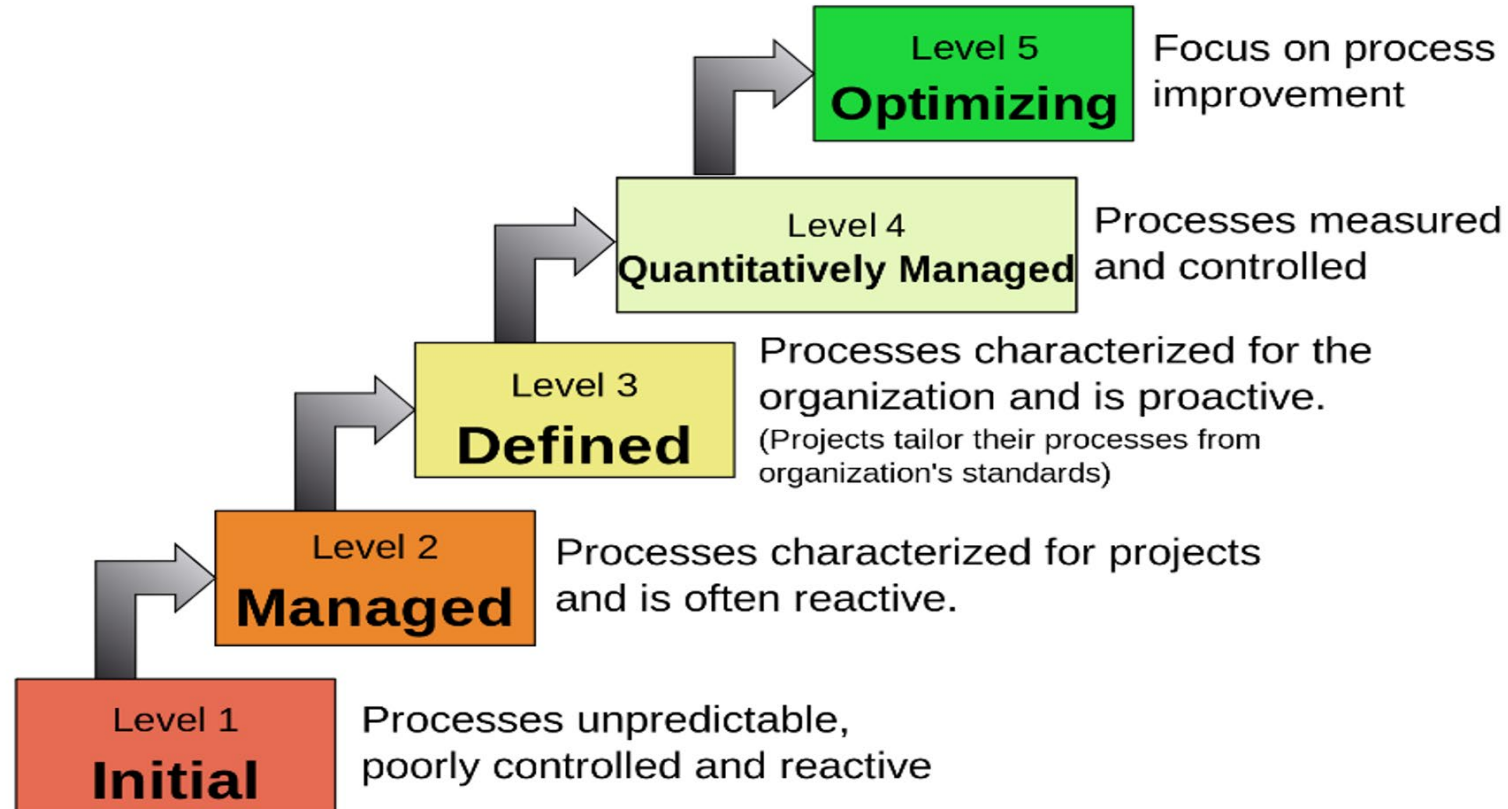 Level 5
Optimizing
Focus on process
improvement
Level 4
Quantitatively Managed
Processes measured
and controlled
Level 3
Defined
Processes characterized for the
organization and is proactive.
(Projects tailor their processes from
organization's standards)
Level 2
Managed
Processes characterized for projects
and is often reactive.
Level 1
Initial
Processes unpredictable,
poorly controlled and reactive